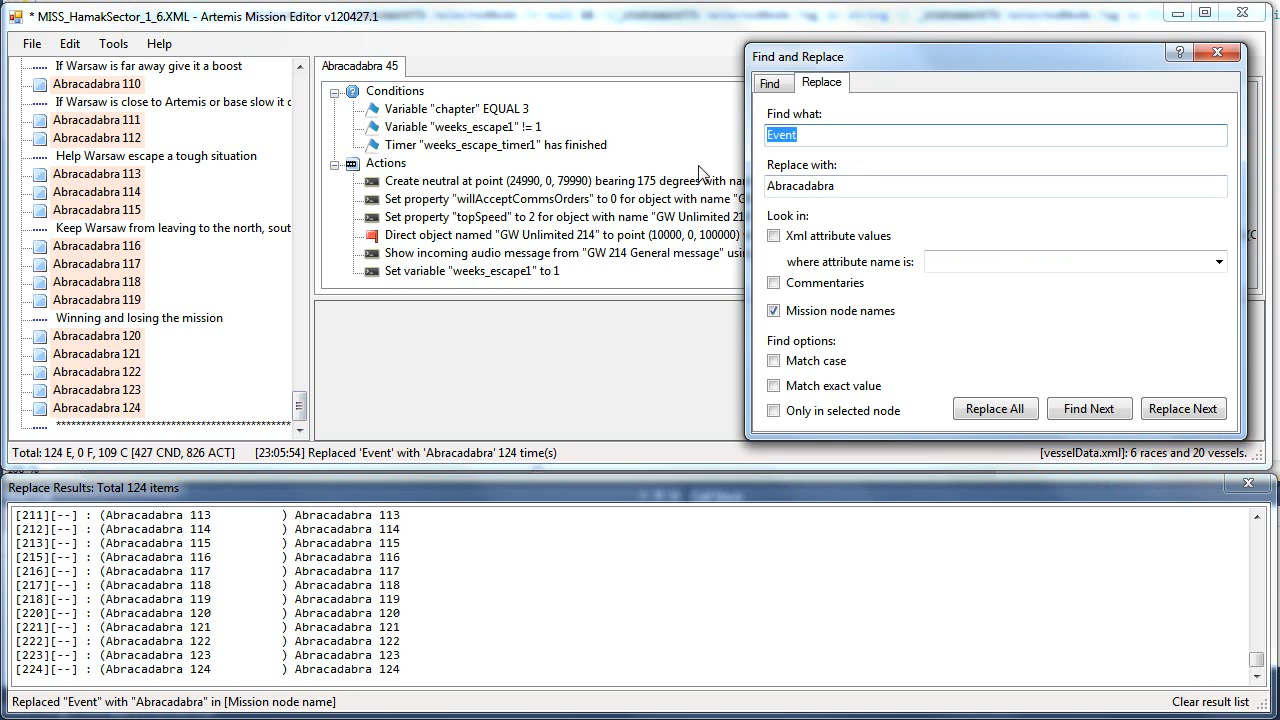 * MISS_HamakSector_1_6.XML - Artemis Mission Editor v120427.1
File Edit Tools Help
If Warsaw is far away give it a boost
Abracadabra 110
If Warsaw is close to Artemis or base slow it d
Abracadabra 111
Abracadabra 112
Help Warsaw escape a tough situation
Abracadabra 113
Abracadabra 114
Abracadabra 115
Keep Warsaw from leaving to the north, sout
Abracadabra 116
Abracadabra 117
Abracadabra 118
Abracadabra 119
Winning and losing the mission
Abracadabra 120
Abracadabra 121
Abracadabra 122
Abracadabra 123
Abracadabra 124
Abracadabra 45
Conditions
Variable "chapter" EQUAL 3
Variable "weeks_escape1" != 1
Timer "weeks_escape_timer1" has finished
Actions
Create neutral at point (24990, 0, 79990) bearing 175 degrees with nam
Set property "willAcceptCommsOrders" to 0 for object with name "G
Set property "topSpeed" to 2 for object with name "GW Unlimited 214
Direct object named "GW Unlimited 214" to point (10000, 0, 100000)
Show incoming audio message from "GW 214 General message" usi
Set variable "weeks_escape1" to 1
Find and Replace
Find Replace
Find what:
Event
Replace with:
Abracadabra
Look in:
Xml attribute values
where attribute name is:
Commentaries
Mission node names
Find options:
Match case
Match exact value
Only in selected node
Replace All Find Next Replace Next
Total: 124 E, 0 F, 109 C [427 CND, 826 ACT] [23:05:54] Replaced 'Event' with 'Abracadabra' 124 time(s) [vesselData.xml]: 6 races and 20 vessels.
Replace Results: Total 124 items
[211][--] : (Abracadabra 113 ) Abracadabra 113
[212][--] : (Abracadabra 114 ) Abracadabra 114
[213][--] : (Abracadabra 115 ) Abracadabra 115
[215][--] : (Abracadabra 116 ) Abracadabra 116
[216][--] : (Abracadabra 117 ) Abracadabra 117
[217][--] : (Abracadabra 118 ) Abracadabra 118
[218][--] : (Abracadabra 119 ) Abracadabra 119
[220][--] : (Abracadabra 120 ) Abracadabra 120
[221][--] : (Abracadabra 121 ) Abracadabra 121
[222][--] : (Abracadabra 122 ) Abracadabra 122
[223][--] : (Abracadabra 123 ) Abracadabra 123
[224][--] : (Abracadabra 124 ) Abracadabra 124
Replaced "Event" with "Abracadabra" in [Mission node name] Clear result list